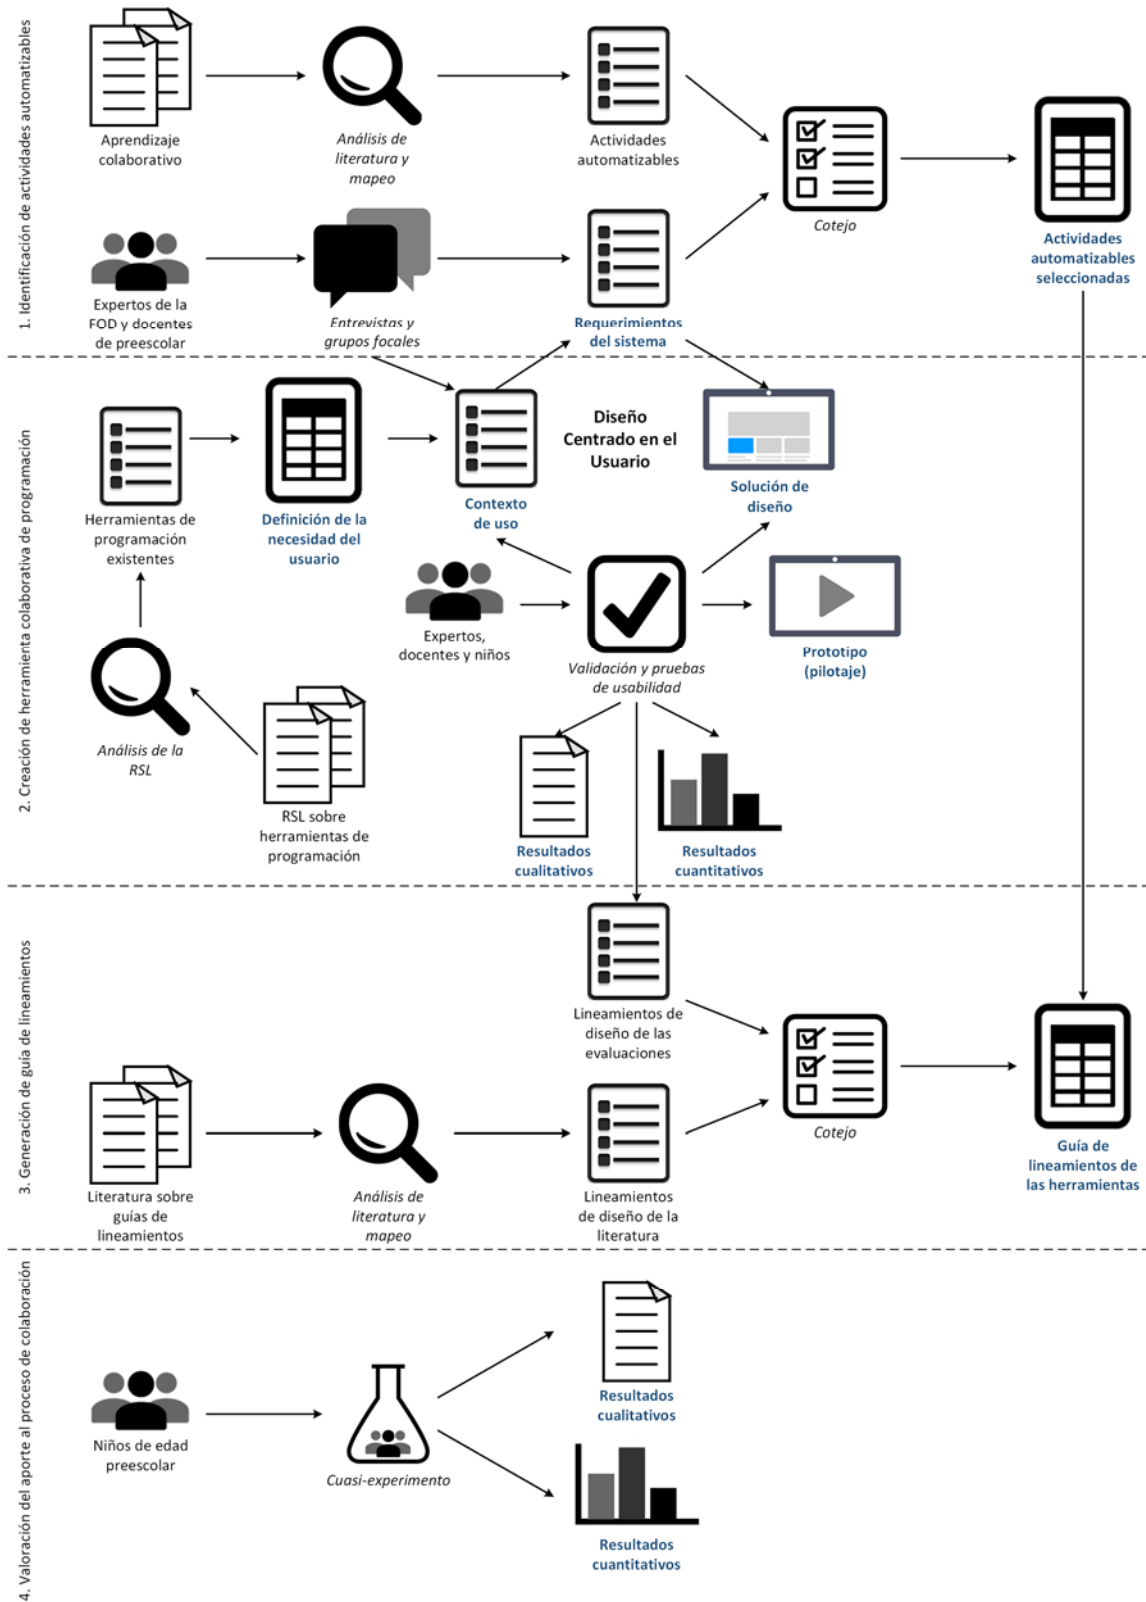 1. Identificación de actividades automatizables
Aprendizaje
colaborativo
Análisis de
literatura y
mapeo
Actividades
automatizables
Cotejo
Actividades
automatizables
seleccionadas
Expertos de la
FOD y docentes
de preescolar
Entrevistas y
grupos focales
Requerimientos
del sistema
2. Creación de herramienta colaborativa de programación
Herramientas de
programación
existentes
Definición de la
necesidad del
usuario
Contexto
de uso
Diseño
Centrado en el
Usuario
Solución de
diseño
Expertos,
docentes y niños
Validación y pruebas
de usabilidad
Prototipo
(pilotaje)
Análisis de la
RSL
RSL sobre
herramientas de
programación
Resultados
cualitativos
Resultados
cuantitativos
3. Generación de guía de lineamientos
Lineamientos de
diseño de las
evaluaciones
Literatura sobre
guías de
lineamientos
Análisis de
literatura y
mapeo
Lineamientos
de diseño de la
literatura
Cotejo
Guía de
lineamientos de
las herramientas
4. Valoración del aporte al proceso de colaboración
Niños de edad
preescolar
Cuasi-experimento
Resultados
cualitativos
Resultados
cuantitativos